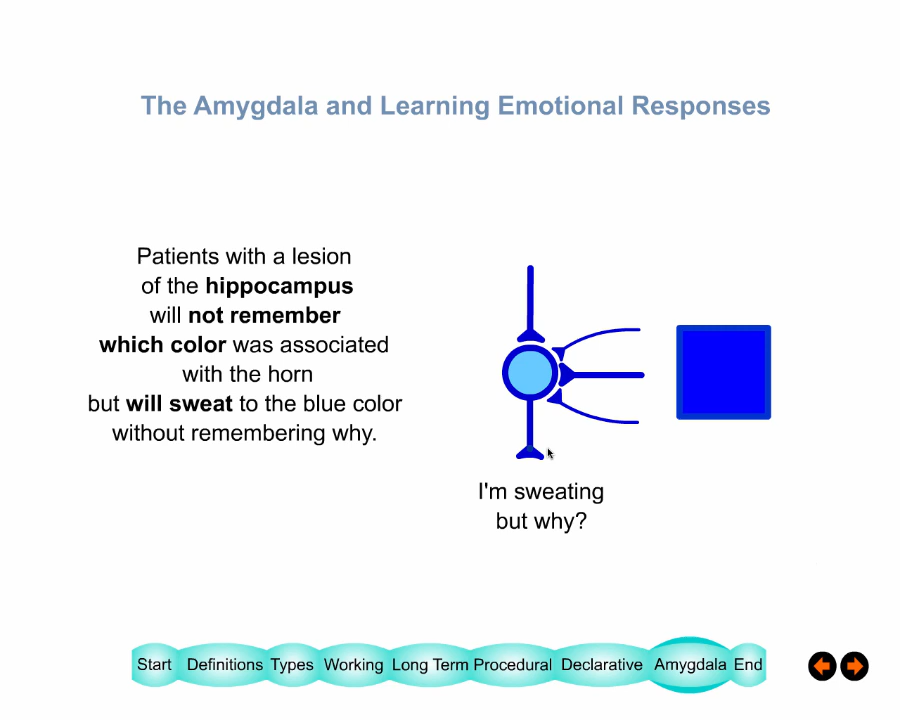 The Amygdala and Learning Emotional Responses
Patients with a lesion
of the hippocampus
will not remember
which color was associated
with the horn
but will sweat to the blue color
without remembering why.
I'm sweating
but why?
Start Definitions Types Working Long Term Procedural Declarative Amygdala End